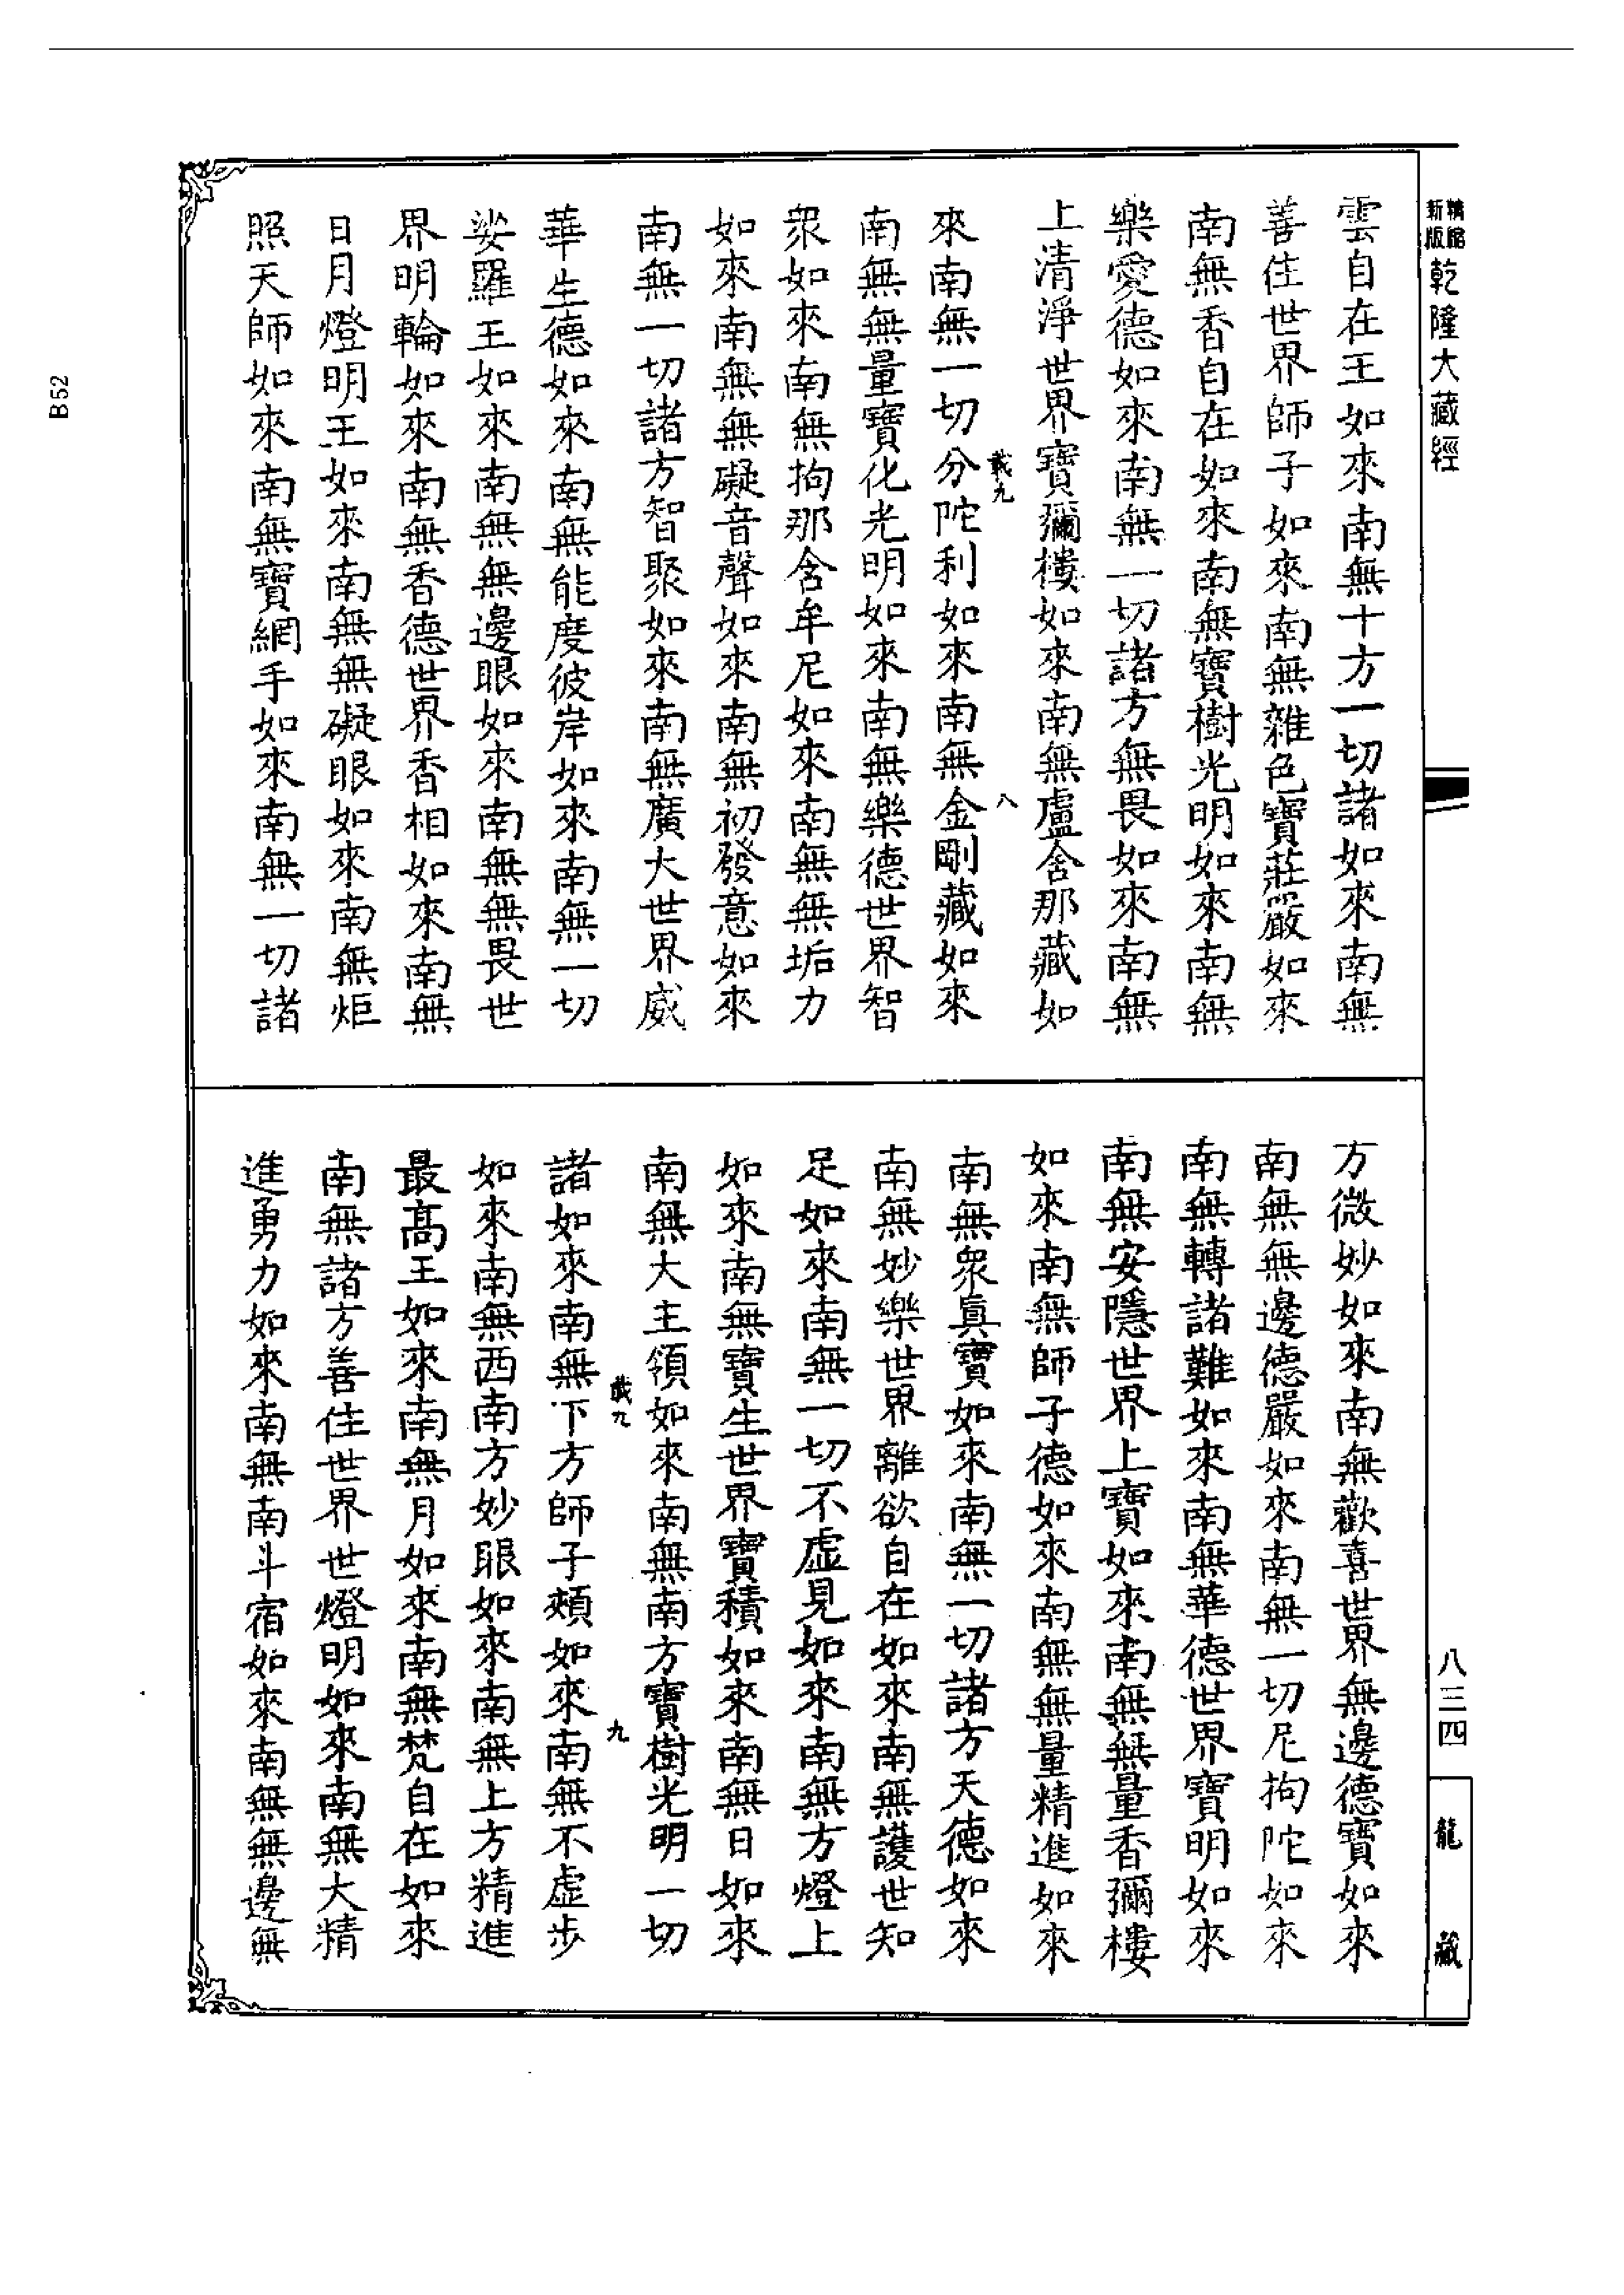 B52
精縮新版乾隆大藏經
雲自在王如來南無十方一切諸如來南無
善住世界師子如來南無雜色寶莊嚴如來
南無香自在如來南無寶樹光明如來南無
樂愛德如來南無一切諸方無畏如來南無
上清淨世界寶彌樓如來南無盧舍那藏如
載九
八
來南無一切分陀利如來南無金剛藏如來
南無無量寶化光明如來南無樂德世界智
眾如來南無拘那含牟尼如來南無無垢力
如來南無無礙音聲如來南無初發意如來
南無一切諸方智聚如來南無廣大世界威
華生德如來南無能度彼岸如來南無一切
娑羅王如來南無無邊眼如來南無無畏世
界明輪如來南無香德世界香相如來南無
日月燈明王如來南無無礙眼如來南無炬
照天師如來南無寶網手如來南無一切諸
方微妙如來南無歡喜世界無邊德寶如來
南無無邊德嚴如來南無一切尼拘陀如來
南無轉諸難如來南無華德世界寶明如來
南無安隱世界上寶如來南無無量香彌樓
如來南無師子德如來南無無量精進如來
南無眾真寶如來南無一切諸方天德如來
南無妙樂世界離欲自在如來南無護世知
足如來南無一切不虛見如來南無方燈上
如來南無寶生世界寶積如來南無日如來
南無大主領如來南無南方寶樹光明一切
載九
九
諸如來南無下方師子頰如來南無不虛步
如來南無西南方妙眼如來南無上方精進
最高王如來南無月如來南無梵自在如來
南無諸方善住世界世燈明如來南無大精
進勇力如來南無南斗宿如來南無無邊無
八三四
龍藏